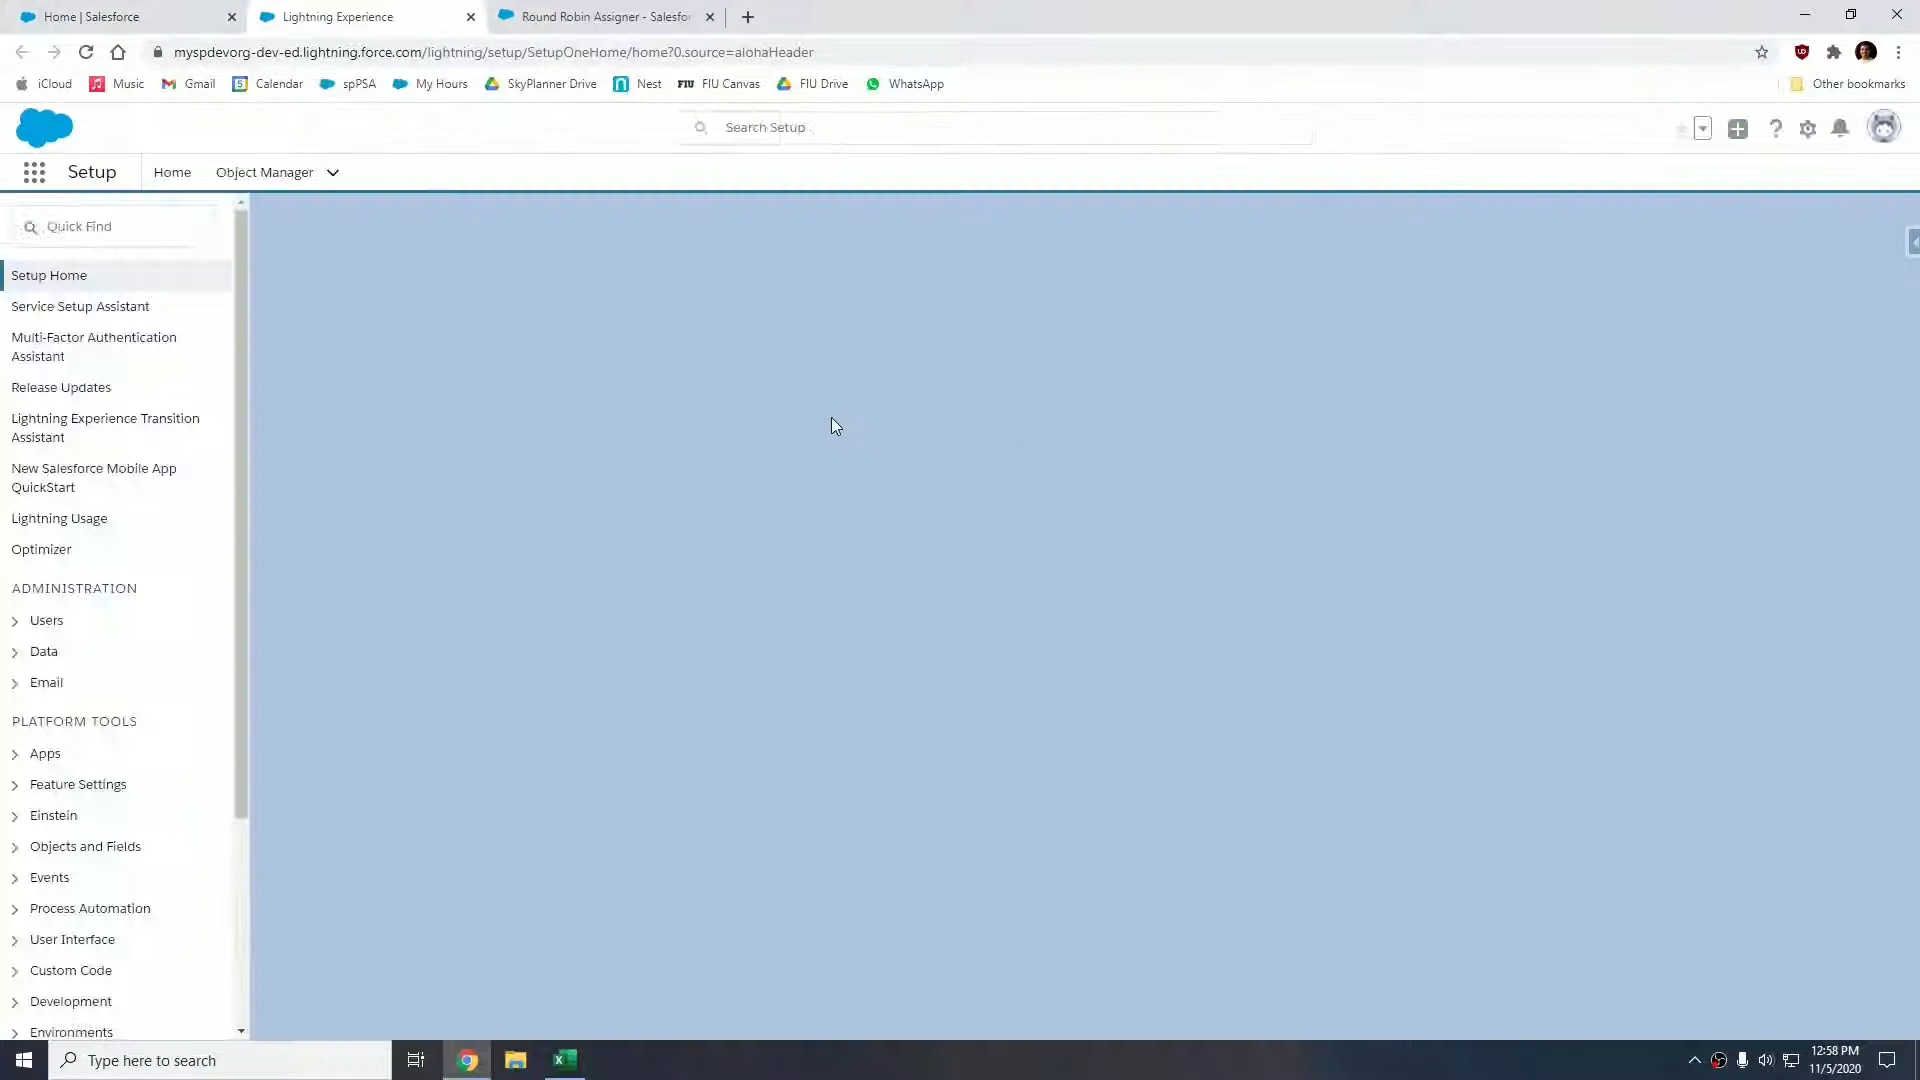 Home | Salesforce
Lightning Experience
Round Robin Assigner - Salesfor
myspdevorg-dev-ed.lightning.force.com/lightning/setup/SetupOneHome/home?0.source=alohaHeader
iCloud Music Gmail Calendar spPSA My Hours SkyPlanner Drive Nest FIU FIU Canvas FIU Drive WhatsApp Other bookmarks
Search Setup
Setup Home Object Manager
Quick Find
Setup Home
Service Setup Assistant
Multi-Factor Authentication
Assistant
Release Updates
Lightning Experience Transition
Assistant
New Salesforce Mobile App
QuickStart
Lightning Usage
Optimizer
ADMINISTRATION
Users
Data
Email
PLATFORM TOOLS
Apps
Feature Settings
Einstein
Objects and Fields
Events
Process Automation
User Interface
Custom Code
Development
Environments
Type here to search
12:58 PM
11/5/2020